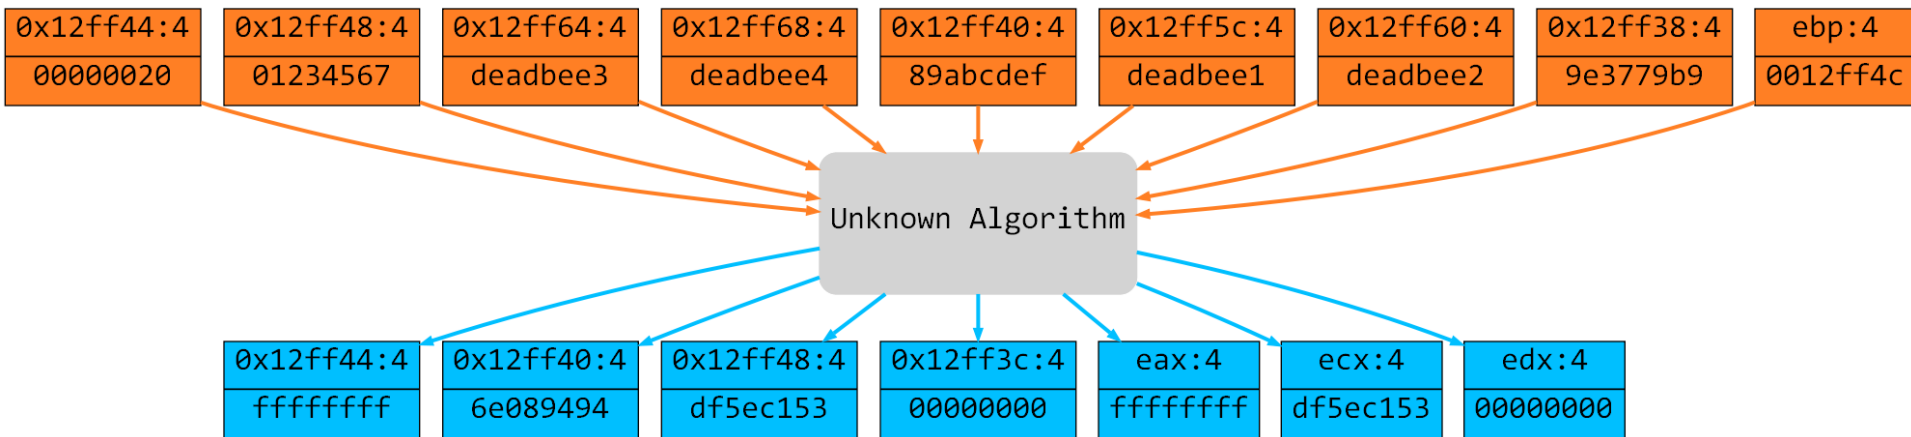 0x12ff44:4 0x12ff48:4 0x12ff64:4 0x12ff68:4 0x12ff40:4 0x12ff5c:4 0x12ff60:4 0x12ff38:4 ebp:4
00000020 01234567 deadbee3 deadbee4 89abcdef deadbee1 deadbee2 9e3779b9 0012ff4c
Unknown Algorithm
0x12ff44:4 0x12ff40:4 0x12ff48:4 0x12ff3c:4 eax:4 ecx:4 edx:4
ffffffff 6e089494 df5ec153 00000000 ffffffff df5ec153 00000000